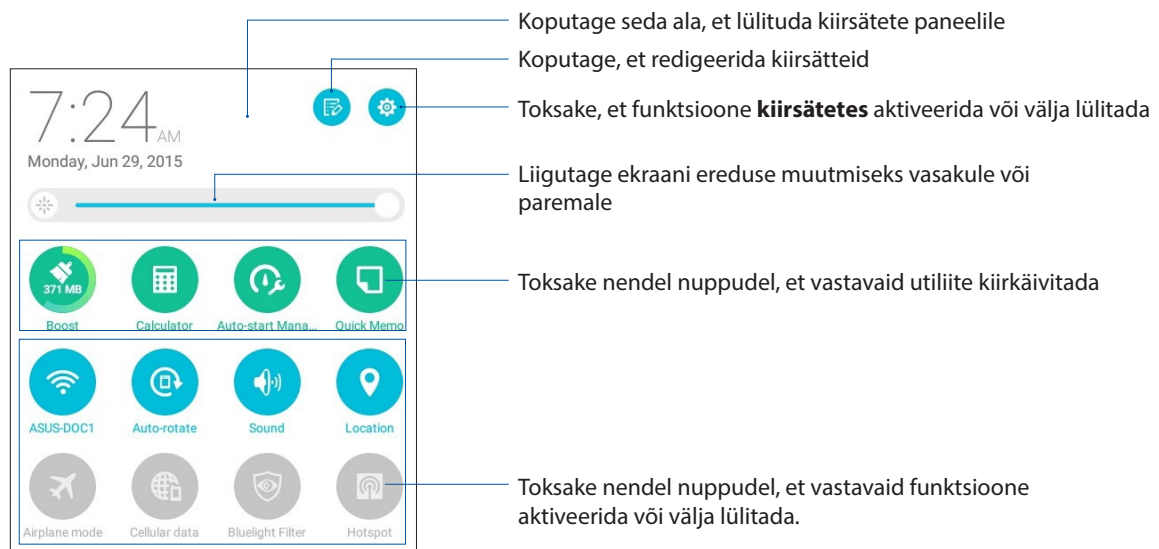 Koputage seda ala, et lülituda kiirsätete paneelile
Koputage, et redigeerida kiirsätteid
Toksake, et funktsioone kiirsätetes aktiveerida või välja lülitada
7:24 AM
Monday, Jun 29, 2015
Liigutage ekraani ereduse muutmiseks vasakule või
paremale
371 MB
Boost Calculator Auto-start Mana... Quick Memo
Toksake nendel nuppudel, et vastavaid utiliite kiirkäivitada
ASUS-DOC1 Auto-rotate Sound Location
Airplane mode Cellular data Bluelight Filter Hotspot
Toksake nendel nuppudel, et vastavaid funktsioone
aktiveerida või välja lülitada.